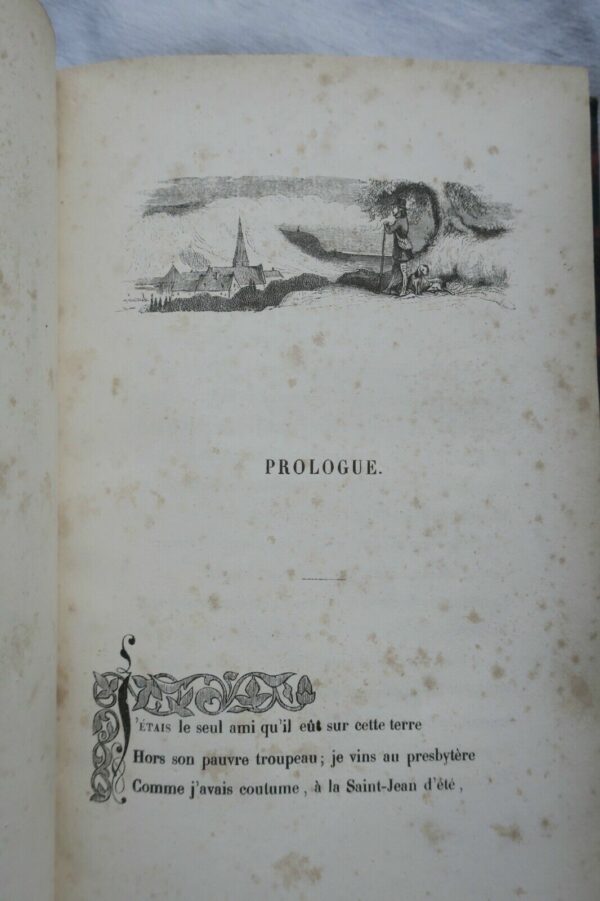 PROLOGUE.
J'ÉTAIS le seul ami qu'il eût sur cette terre
Hors son pauvre troupeau; je vins au presbytère
Comme j'avais coutume, à la Saint-Jean d'été,